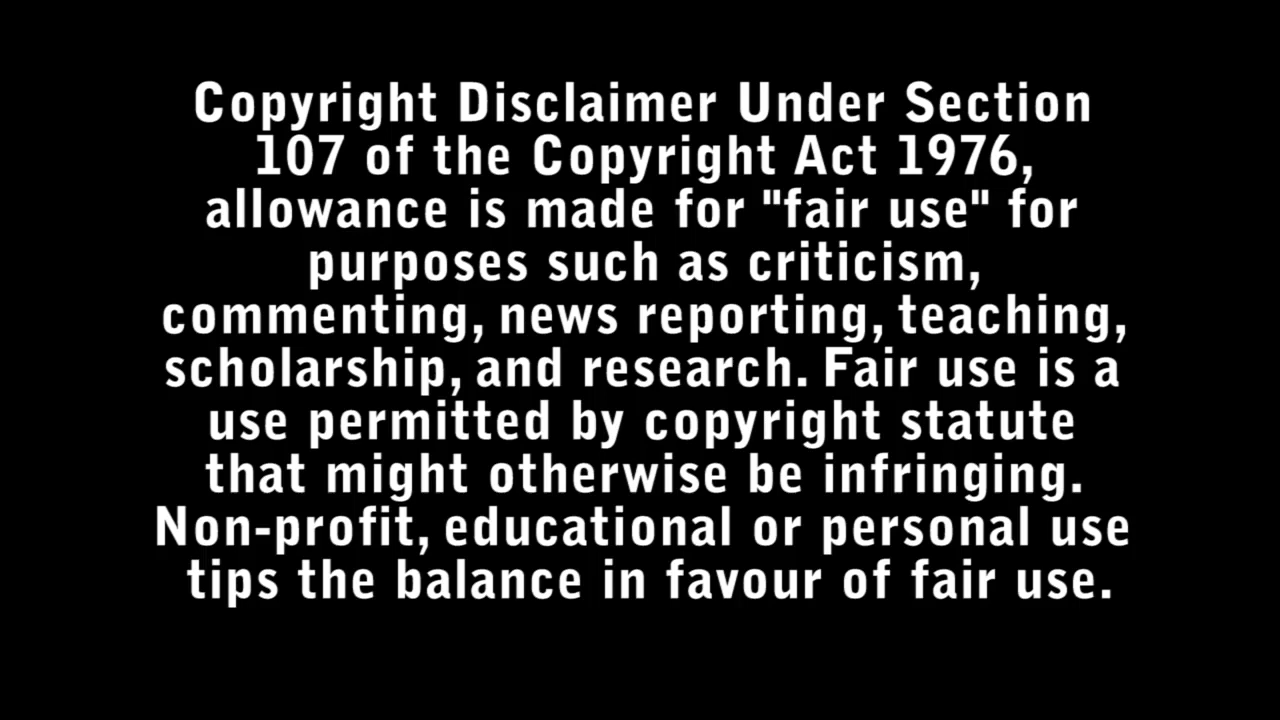 Copyright Disclaimer Under Section
107 of the Copyright Act 1976,
allowance is made for "fair use" for
purposes such as criticism,
commenting, news reporting, teaching,
scholarship, and research. Fair use is a
use permitted by copyright statute
that might otherwise be infringing.
Non-profit, educational or personal use
tips the balance in favour of fair use.